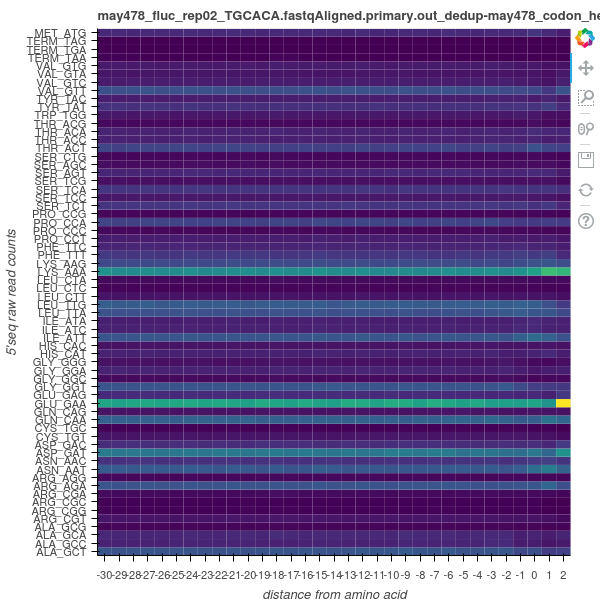 may478_fluc_rep02_TGCACA.fastqAligned.primary.out_dedup-may478_codon_he
MET_ATG
TERM_TAG
TERM_TGA
TERM_TAA
VAL_GTG
VAL_GTA
VAL_GTC
VAL_GTT
TYR_TAC
TYR_TAT
TRP_TGG
THR_ACG
THR_ACA
THR_ACC
THR_ACT
SER_CTG
SER_AGC
SER_AGT
SER_TCG
SER_TCA
SER_TCC
SER_TCT
PRO_CCG
PRO_CCA
PRO_CCC
PRO_CCT
PHE_TTC
PHE_TTT
LYS_AAG
LYS_AAA
LEU_CTA
LEU_CTC
LEU_CTT
LEU_TTG
LEU_TTA
ILE_ATA
ILE_ATC
ILE_ATT
HIS_CAC
HIS_CAT
GLY_GGG
GLY_GGA
GLY_GGC
GLY_GGT
GLU_GAG
GLU_GAA
GLN_CAG
GLN_CAA
CYS_TGC
CYS_TGT
ASP_GAC
ASP_GAT
ASN_AAC
ASN_AAT
ARG_AGG
ARG_AGA
ARG_CGA
ARG_CGC
ARG_CGG
ARG_CGT
ALA_GCG
ALA_GCA
ALA_GCC
ALA_GCT
5'seq raw read counts
-30-29-28-27-26-25-24-23-22-21-20-19-18-17-16-15-14-13-12-11-10-9 -8 -7 -6 -5 -4 -3 -2 -1 0 1 2
distance from amino acid